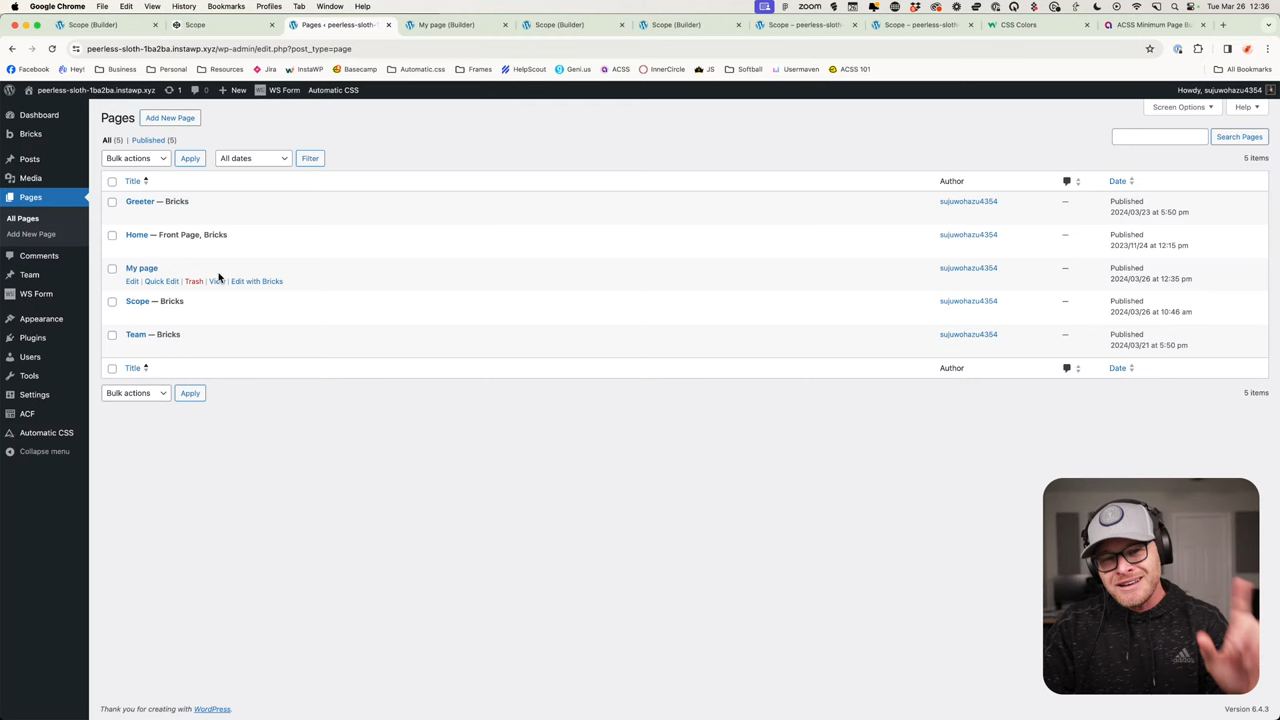 Google Chrome File Edit View History Bookmarks Profiles Tab Window Help zoom Tue Mar 26 12:36
Scope (Builder) Scope Pages ‹ peerless-sloth- My page (Builder) Scope (Builder) Scope (Builder) Scope – peerless-sloth- Scope – peerless-sloth- CSS Colors ACSS Minimum Page B
peerless-sloth-1ba2ba.instawp.xyz/wp-admin/edit.php?post_type=page
Facebook Hey! Business Personal Resources Jira InstaWP Basecamp Automatic.css Frames HelpScout Geni.us ACSS InnerCircle JS Softball Usermaven ACSS 101 All Bookmarks
peerless-sloth-1ba2ba.instawp.xyz 1 0 New WS Form Automatic CSS Howdy, sujuwohazu4354
Screen Options Help
Dashboard
Bricks
Posts
Media
Pages
All Pages
Add New Page
Comments
Team
WS Form
Appearance
Plugins
Users
Tools
Settings
ACF
Automatic CSS
Collapse menu
Pages Add New Page
All (5) | Published (5)
Search Pages
Bulk actions Apply All dates Filter 5 items
Title Author Date
Greeter — Bricks sujuwohazu4354 — Published
2024/03/23 at 5:50 pm
Home — Front Page, Bricks sujuwohazu4354 — Published
2023/11/24 at 12:15 pm
My page sujuwohazu4354 — Published
Edit | Quick Edit | Trash | View | Edit with Bricks 2024/03/26 at 12:35 pm
Scope — Bricks sujuwohazu4354 — Published
2024/03/26 at 10:46 am
Team — Bricks sujuwohazu4354 — Published
2024/03/21 at 5:50 pm
Title Author Date
Bulk actions Apply 5 items
adidas
Thank you for creating with WordPress. Version 6.4.3